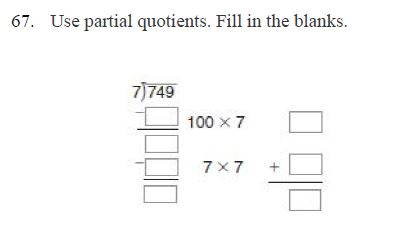 67. Use partial quotients. Fill in the blanks.
7)749
− 100 × 7
− 7 × 7 +